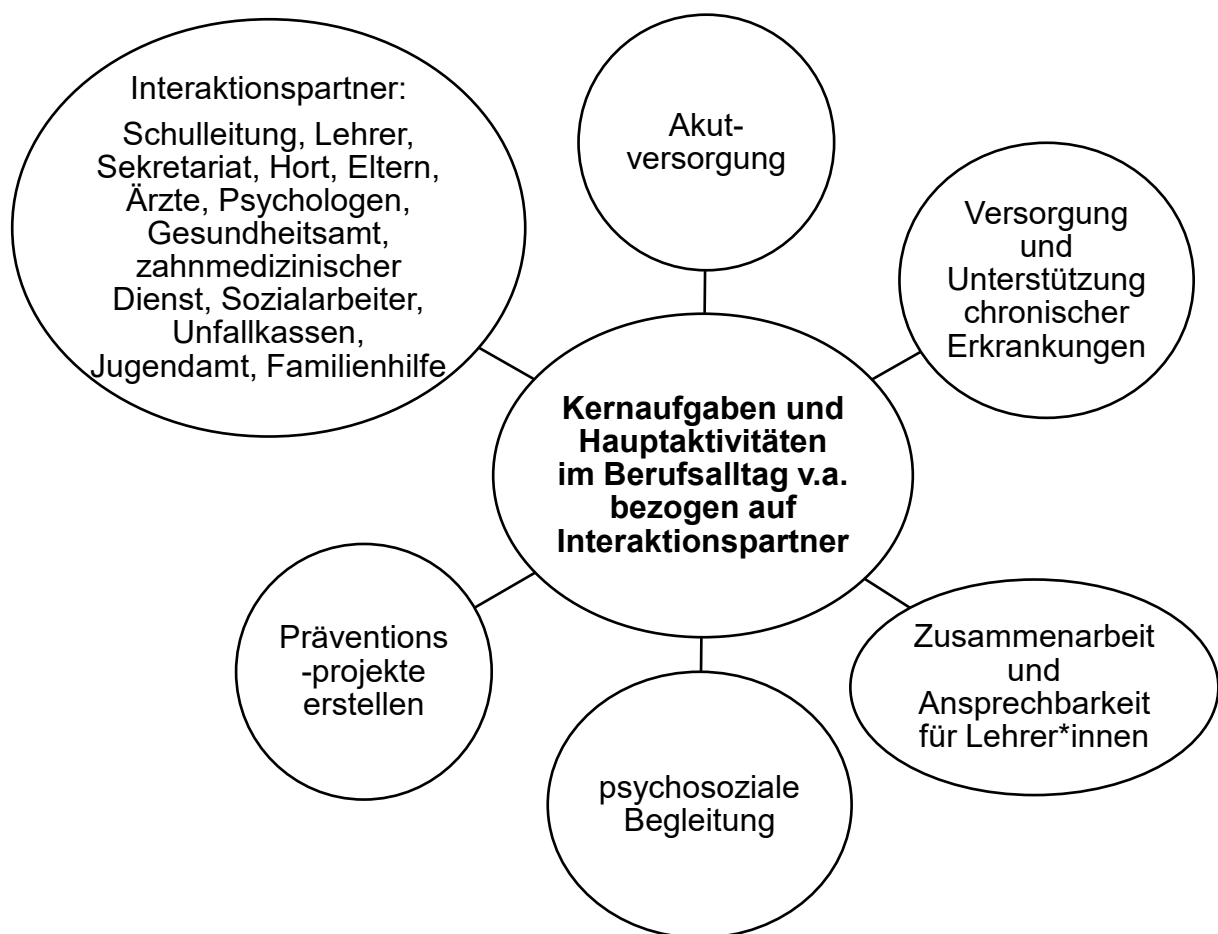 Interaktionspartner:
Schulleitung, Lehrer,
Sekretariat, Hort, Eltern,
Ärzte, Psychologen,
Gesundheitsamt,
zahnmedizinischer
Dienst, Sozialarbeiter,
Unfallkassen,
Jugendamt, Familienhilfe
Akut-
versorgung
Versorgung
und
Unterstützung
chronischer
Erkrankungen
Kernaufgaben und
Hauptaktivitäten
im Berufsalltag v.a.
bezogen auf
Interaktionspartner
Präventions
-projekte
erstellen
psychosoziale
Begleitung
Zusammenarbeit
und
Ansprechbarkeit
für Lehrer*innen